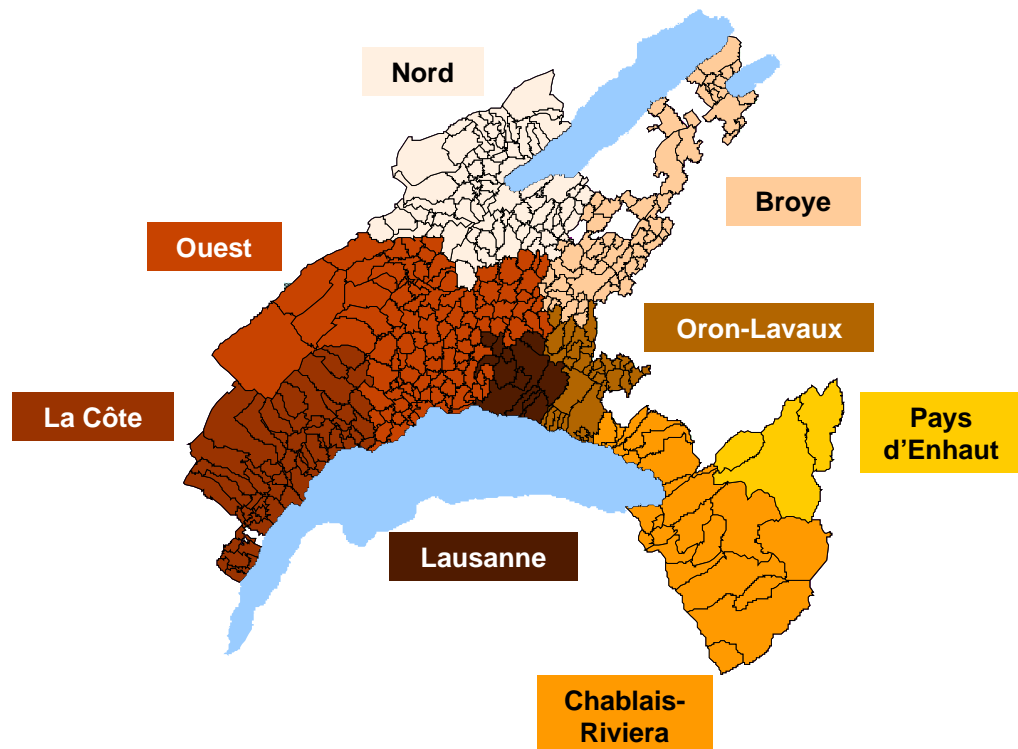 Nord
Broye
Ouest
Oron-Lavaux
La Côte
Pays
d'Enhaut
Lausanne
Chablais-
Riviera